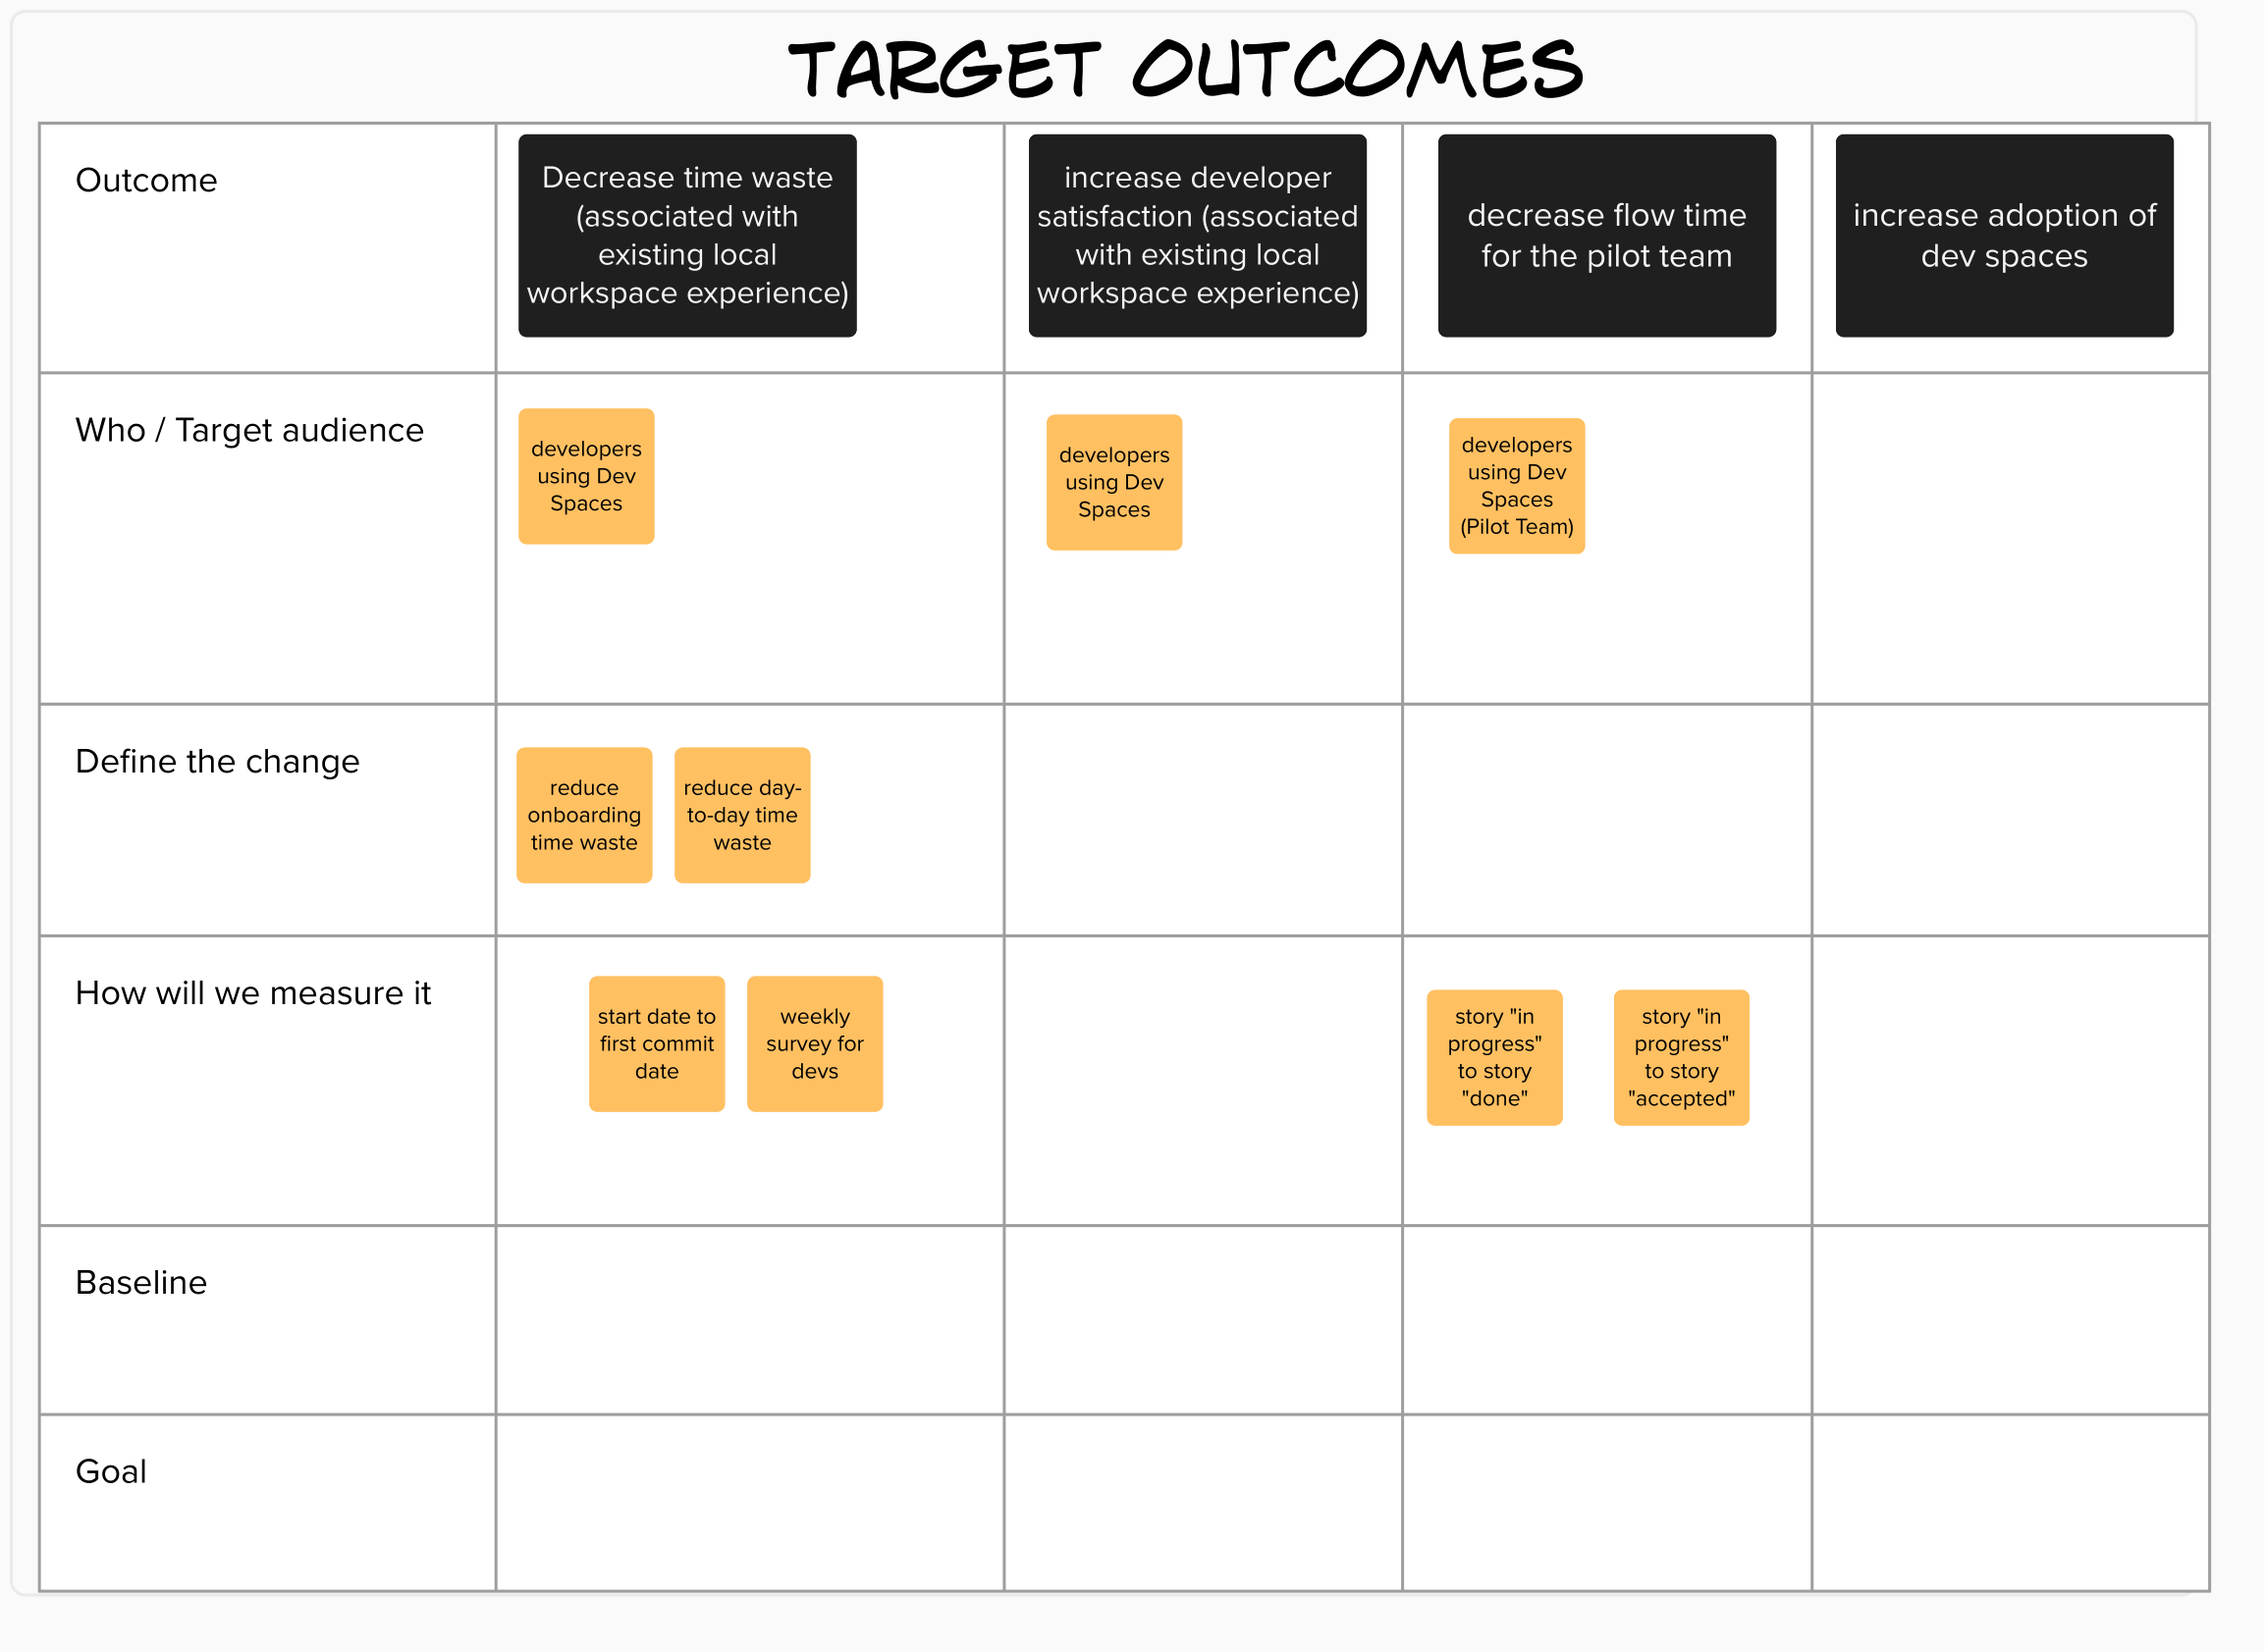 TARGET OUTCOMES
Outcome
Decrease time waste
(associated with
existing local
workspace experience)
increase developer
satisfaction (associated
with existing local
workspace experience)
decrease flow time
for the pilot team
increase adoption of
dev spaces
Who / Target audience
developers
using Dev
Spaces
developers
using Dev
Spaces
developers
using Dev
Spaces
(Pilot Team)
Define the change
reduce
onboarding
time waste
reduce day-
to-day time
waste
How will we measure it
start date to
first commit
date
weekly
survey for
devs
story "in
progress"
to story
"done"
story "in
progress"
to story
"accepted"
Baseline
Goal